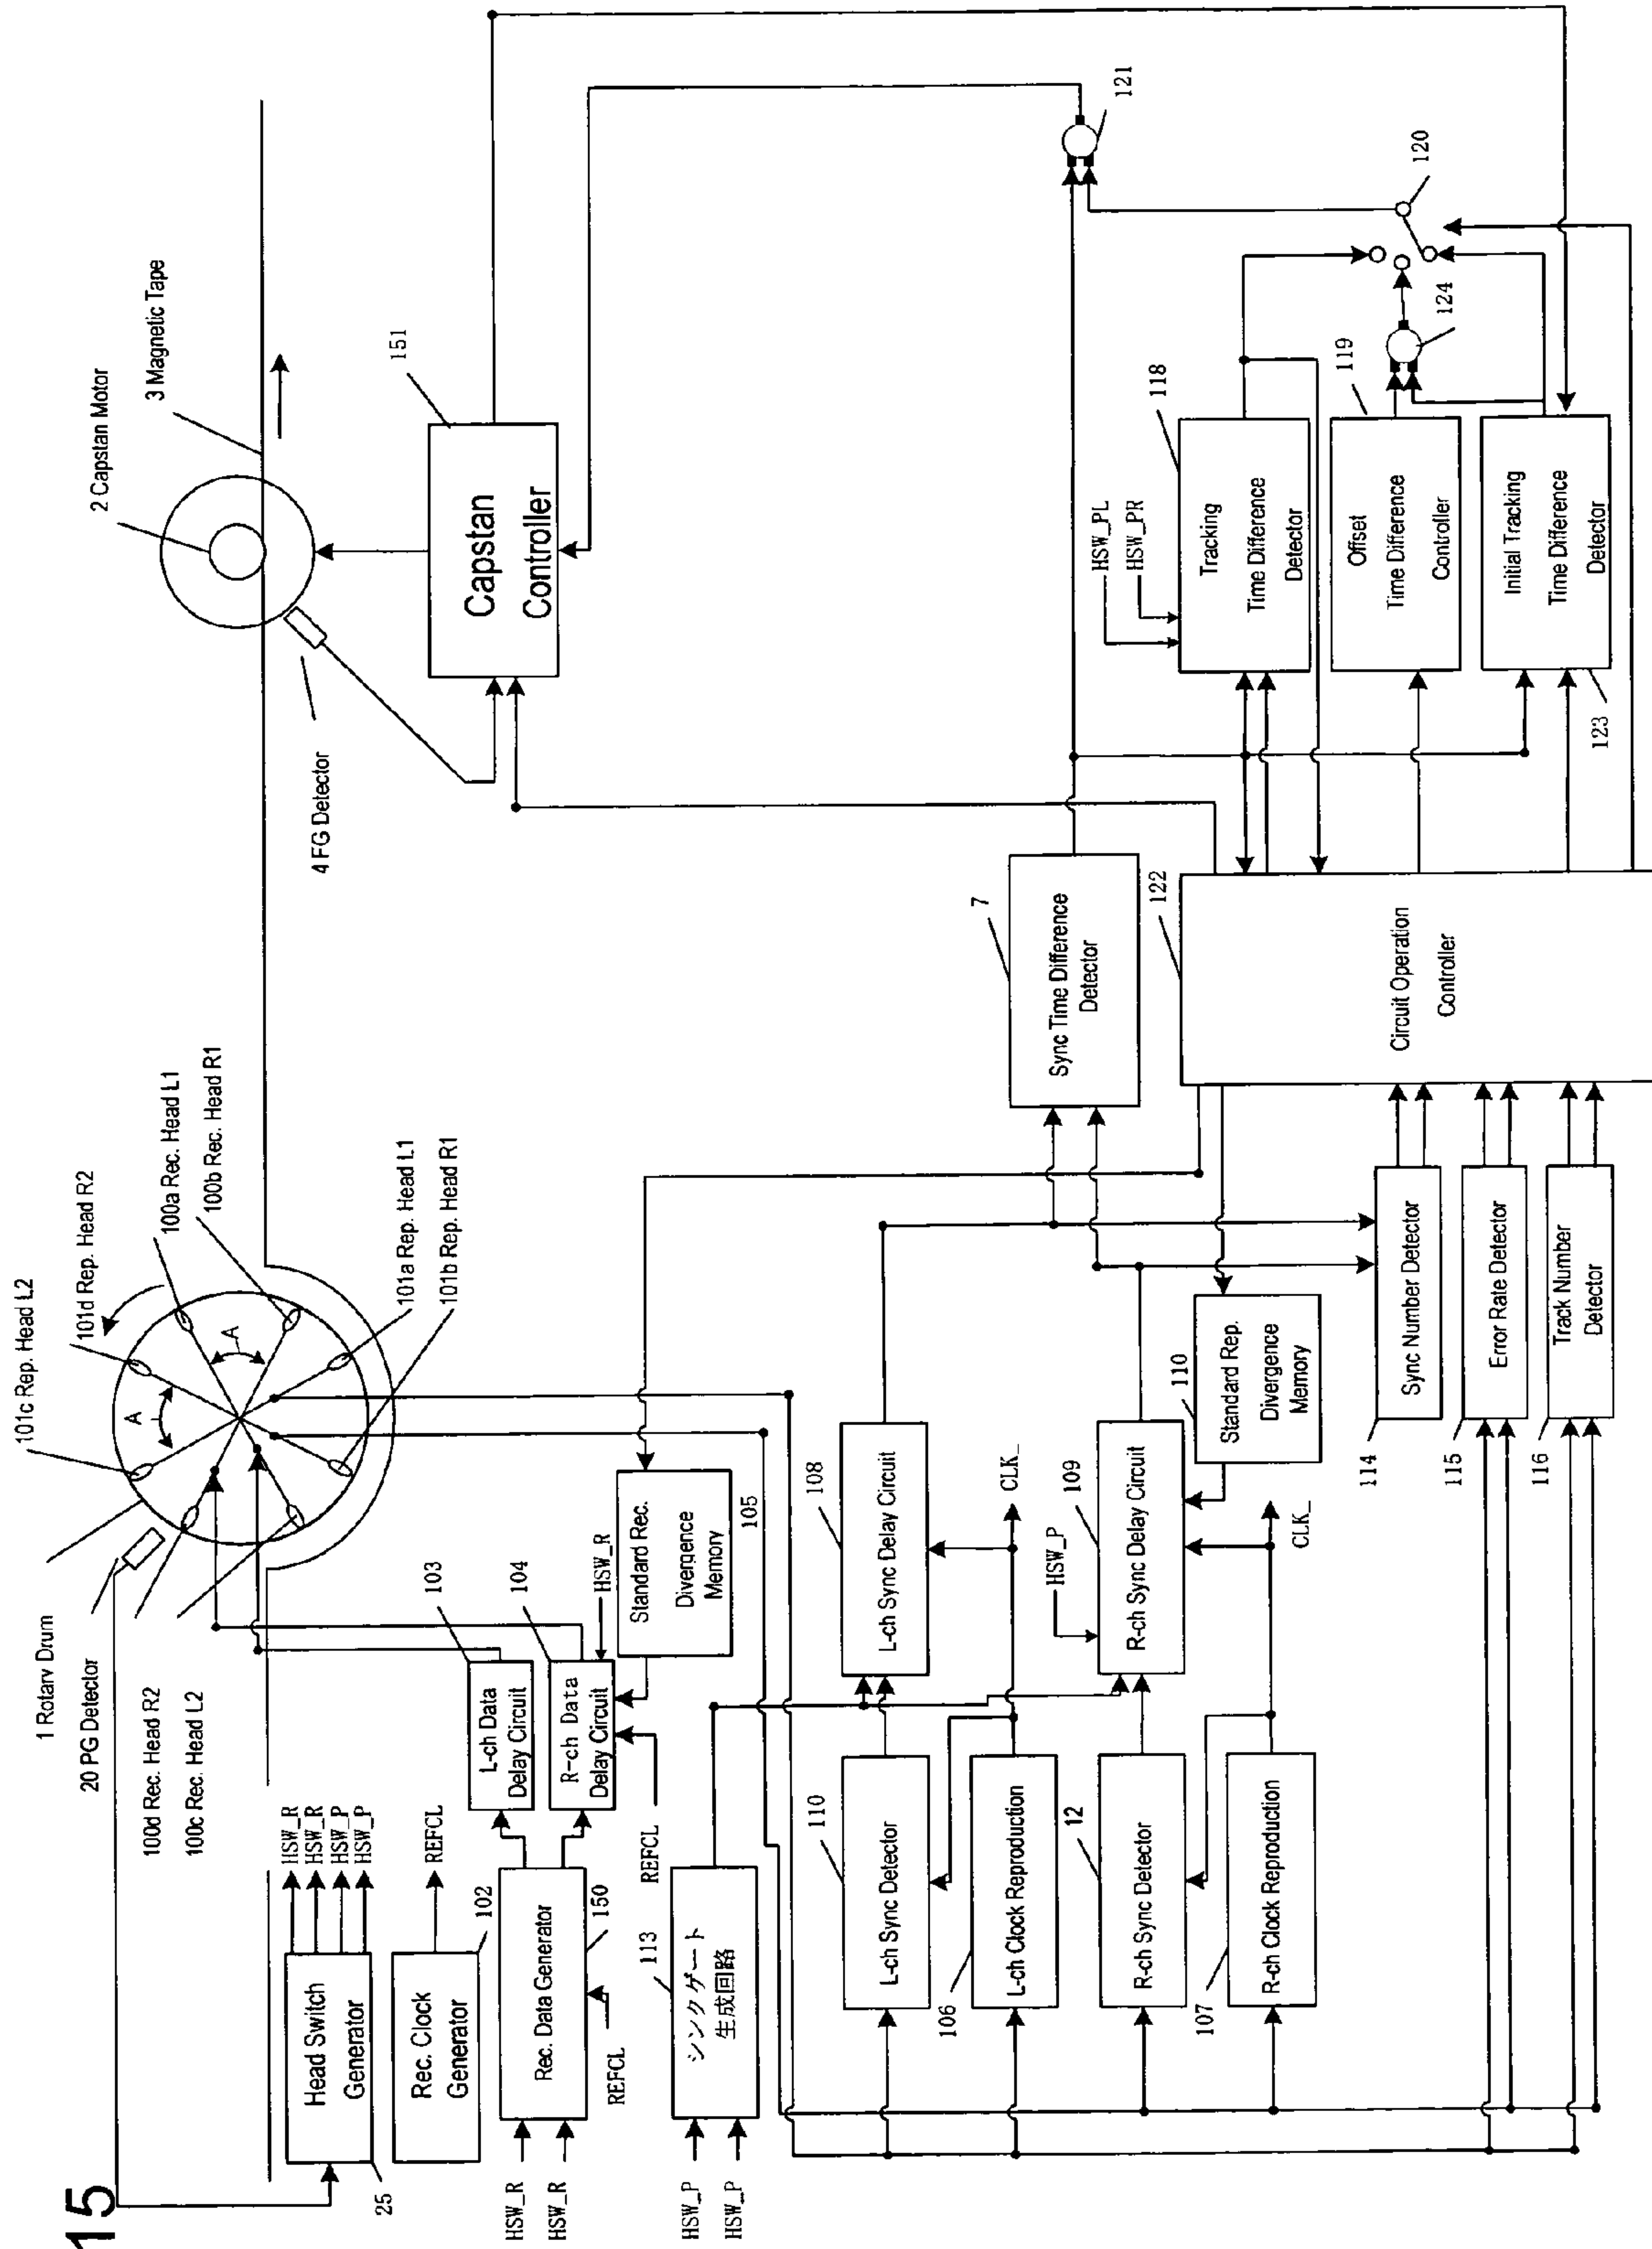 15
1 Rotary Drum
20 PG Detector
100d Rec. Head R2
100c Rec. Head L2
101c Rep. Head L2
101d Rep. Head R2
100a Rec. Head L1
100b Rec. Head R1
101a Rep. Head L1
101b Rep. Head R1
A
A
2 Capstan Motor
3 Magnetic Tape
4 FG Detector
151
Capstan
Controller
121
25
Head Switch
Generator
HSW_R
HSW_R
HSW_P
HSW_P
Rec. Clock
Generator
REFCL
102
HSW_R
HSW_R
Rec. Data Generator
150
REFCL
103
L-ch Data
Delay Circuit
104
R-ch Data
Delay Circuit
HSW_R
REFCL
Standard Rec.
Divergence
Memory
105
HSW_P
HSW_P
113
シンクゲート
生成回路
110
L-ch Sync Detector
106
L-ch Clock Reproduction
12
R-ch Sync Detector
107
R-ch Clock Reproduction
108
L-ch Sync Delay Circuit
CLK_
HSW_P
109
R-ch Sync Delay Circuit
CLK_
110
Standard Rep.
Divergence
Memory
7
Sync Time Difference
Detector
114
Sync Number Detector
115
Error Rate Detector
116
Track Number
Detector
122
Circuit Operation
Controller
HSW_PL
HSW_PR
118
Tracking
Time Difference
Detector
119
Offset
Time Difference
Controller
123
Initial Tracking
Time Difference
Detector
124
120